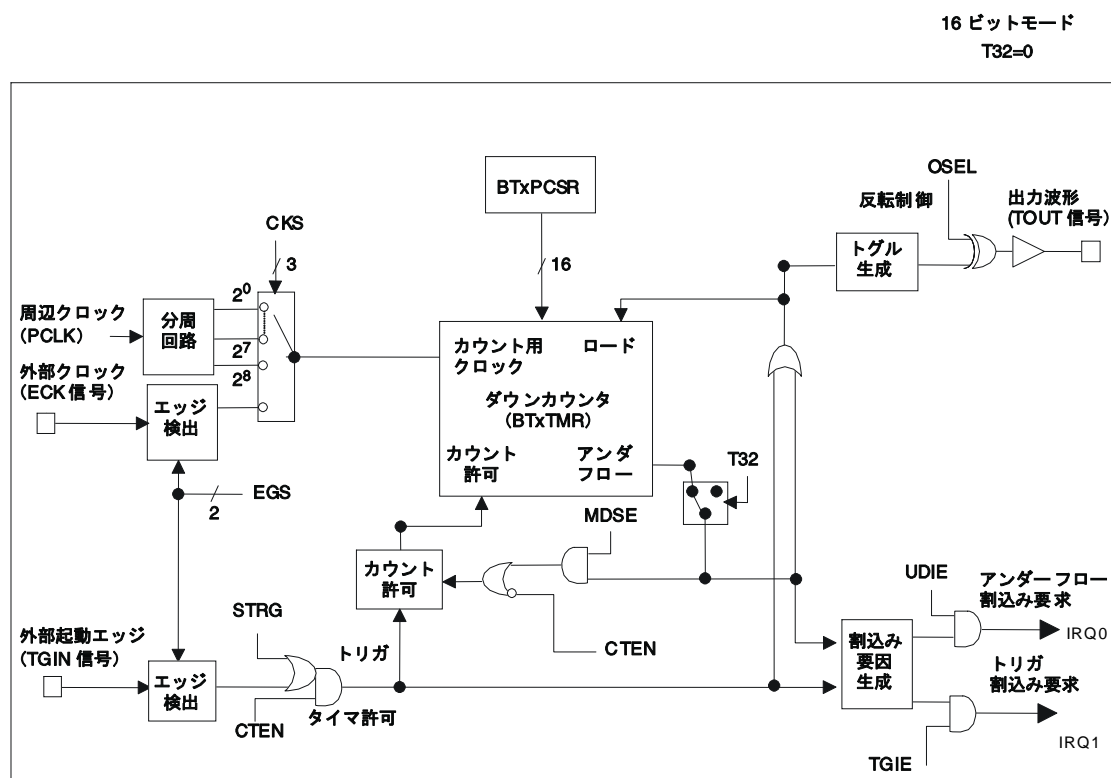 16 ビットモード
T32=0
OSEL
反転制御
出力波形
(TOUT 信号)
BTxPCSR
CKS
3
16
トグル
生成
2⁰
周辺クロック
(PCLK)
分周
回路
2⁷
外部クロック
(ECK 信号)
2⁸
エッジ
検出
カウント用
クロック
ロード
ダウンカウンタ
(BTxTMR)
カウント
許可
アンダ
フロー
T32
EGS
2
MDSE
カウント
許可
UDIE
アンダーフロー
割込み要求
IRQ0
STRG
外部起動エッジ
(TGIN 信号)
トリガ
CTEN
割込み
要因
生成
トリガ
割込み要求
エッジ
検出
CTEN
タイマ許可
IRQ1
TGIE